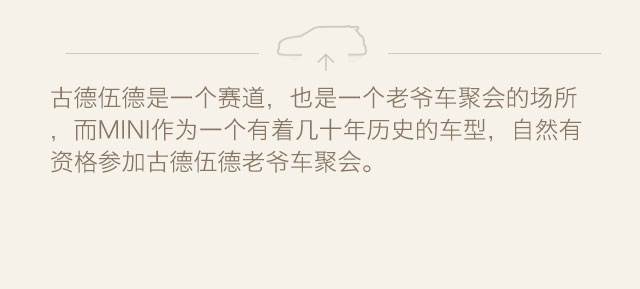 古德伍德是一个赛道，也是一个老爷车聚会的场所
，而MINI作为一个有着几十年历史的车型，自然有
资格参加古德伍德老爷车聚会。